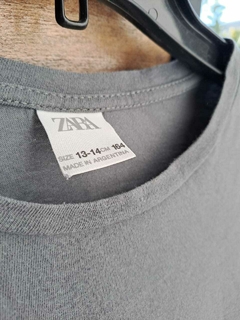 ZARA
SIZE 13-14 CM 164
MADE IN ARGENTINA